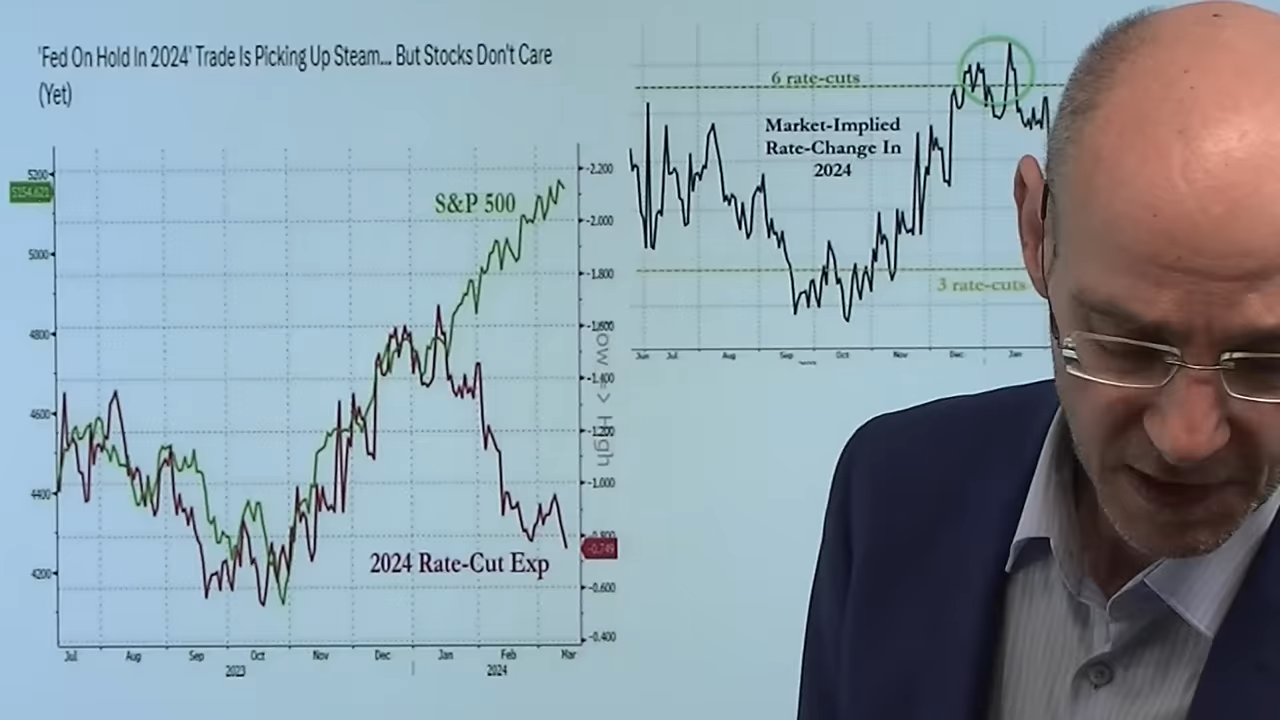 'Fed On Hold In 2024' Trade Is Picking Up Steam... But Stocks Don't Care
(Yet)
5200
5154.623
5000
4800
4600
4400
4200
S&P 500
2024 Rate-Cut Exp
-2.200
-2.000
-1.800
-1.600
-1.400
-1.200
-1.000
-0.800
-0.749
-0.600
-0.400
Low => High
Jul Aug Sep Oct Nov Dec Jan Feb Mar
2023 2024
6 rate-cuts
Market-Implied
Rate-Change In
2024
3 rate-cuts
Jun Jul Aug Sep Oct Nov Dec Jan